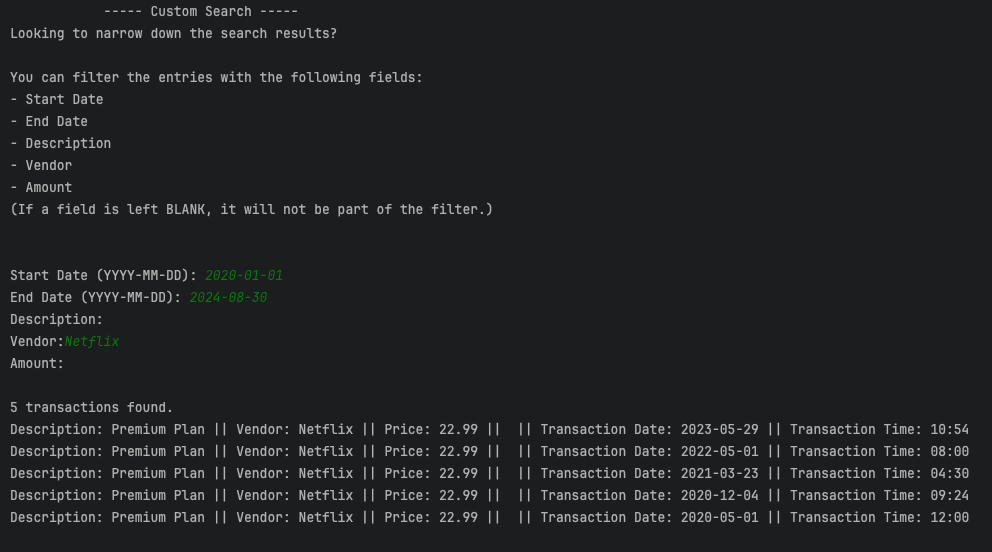 ----- Custom Search -----
Looking to narrow down the search results?
You can filter the entries with the following fields:
- Start Date
- End Date
- Description
- Vendor
- Amount
(If a field is left BLANK, it will not be part of the filter.)
Start Date (YYYY-MM-DD): 2020-01-01
End Date (YYYY-MM-DD): 2024-08-30
Description:
Vendor:Netflix
Amount:
5 transactions found.
Description: Premium Plan || Vendor: Netflix || Price: 22.99 ||  || Transaction Date: 2023-05-29 || Transaction Time: 10:54
Description: Premium Plan || Vendor: Netflix || Price: 22.99 ||  || Transaction Date: 2022-05-01 || Transaction Time: 08:00
Description: Premium Plan || Vendor: Netflix || Price: 22.99 ||  || Transaction Date: 2021-03-23 || Transaction Time: 04:30
Description: Premium Plan || Vendor: Netflix || Price: 22.99 ||  || Transaction Date: 2020-12-04 || Transaction Time: 09:24
Description: Premium Plan || Vendor: Netflix || Price: 22.99 ||  || Transaction Date: 2020-05-01 || Transaction Time: 12:00